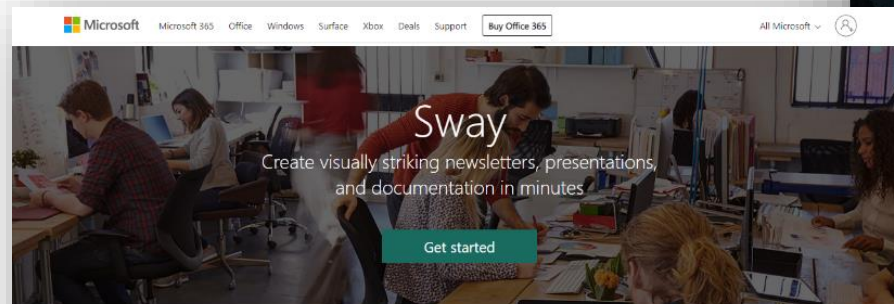 Microsoft Microsoft 365 Office Windows Surface Xbox Deals Support Buy Office 365 All Microsoft
Sway
Create visually striking newsletters, presentations,
and documentation in minutes
Get started